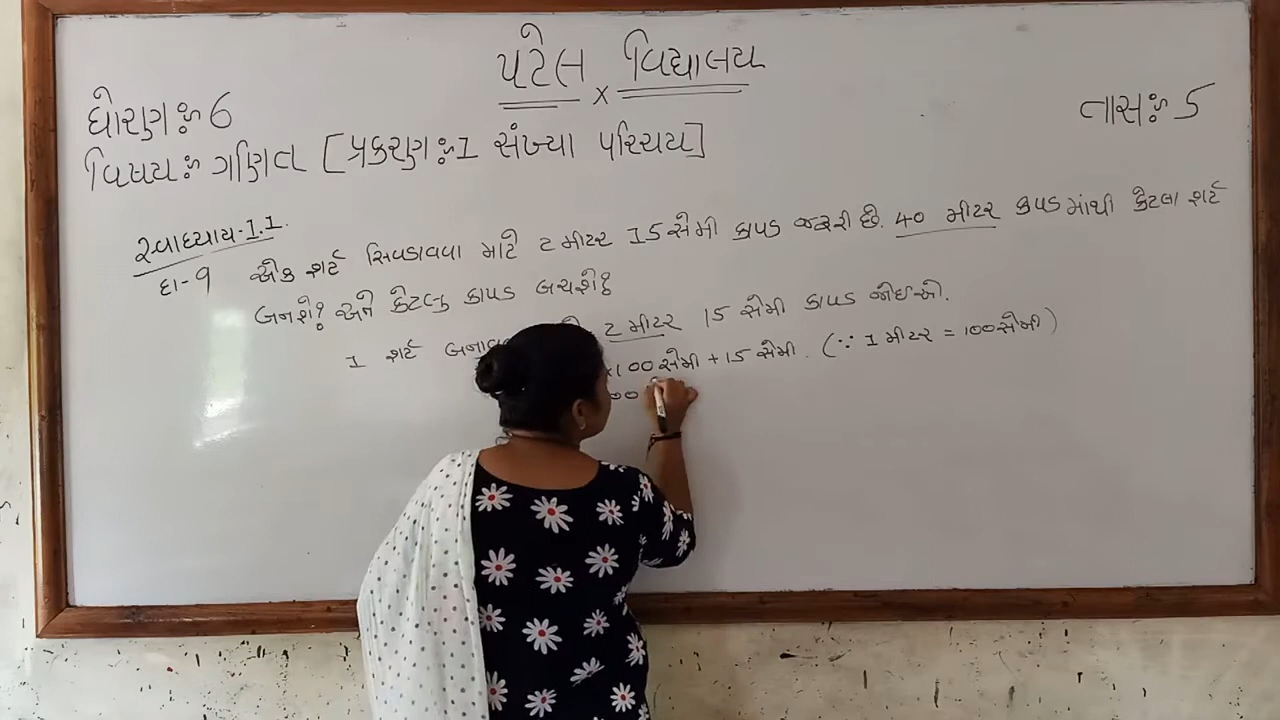 પટેલ × વિદ્યાલય
ધોરણઃ 6
તાસઃ 5
વિષયઃ ગણિત [પ્રકરણઃ 1 સંખ્યા પરિચય]
સ્વાધ્યાય-1.1
દા-9 એક શર્ટ સિવડાવવા માટે 2 મીટર 15 સેમી કાપડ જરૂરી છે. 40 મીટર કાપડમાંથી કેટલા શર્ટ
બનશે? અને કેટલુ કાપડ બચશે?
1 શર્ટ 2 મીટર 15 સેમી કાપડ જોઈએ.
×100 સેમી + 15 સેમી. (∵ 1 મીટર = 100 સેમી)
00